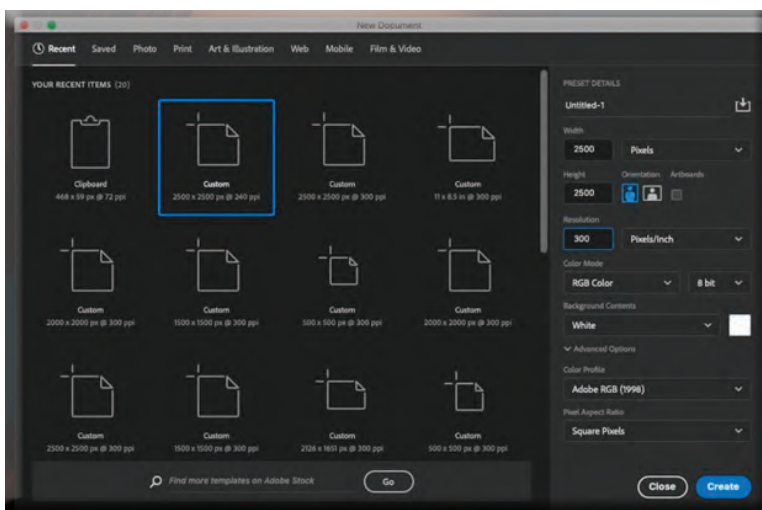 New Document
Recent Saved Photo Print Art & Illustration Web Mobile Film & Video
YOUR RECENT ITEMS (20)
Clipboard
468 x 59 px @ 72 ppi
Custom
2500 x 2500 px @ 240 ppi
Custom
2500 x 2500 px @ 300 ppi
Custom
11 x 8.5 in @ 300 ppi
Custom
2000 x 2000 px @ 300 ppi
Custom
1500 x 1500 px @ 300 ppi
Custom
500 x 500 px @ 300 ppi
Custom
2000 x 2000 px @ 300 ppi
Custom
2500 x 2500 px @ 300 ppi
Custom
1500 x 1500 px @ 300 ppi
Custom
2126 x 1651 px @ 300 ppi
Custom
500 x 500 px @ 300 ppi
Find more templates on Adobe Stock
Go
PRESET DETAILS
Untitled-1
Width
2500 Pixels
Height Orientation Artboards
2500
Resolution
300 Pixels/Inch
Color Mode
RGB Color 8 bit
Background Contents
White
Advanced Options
Color Profile
Adobe RGB (1998)
Pixel Aspect Ratio
Square Pixels
Close Create